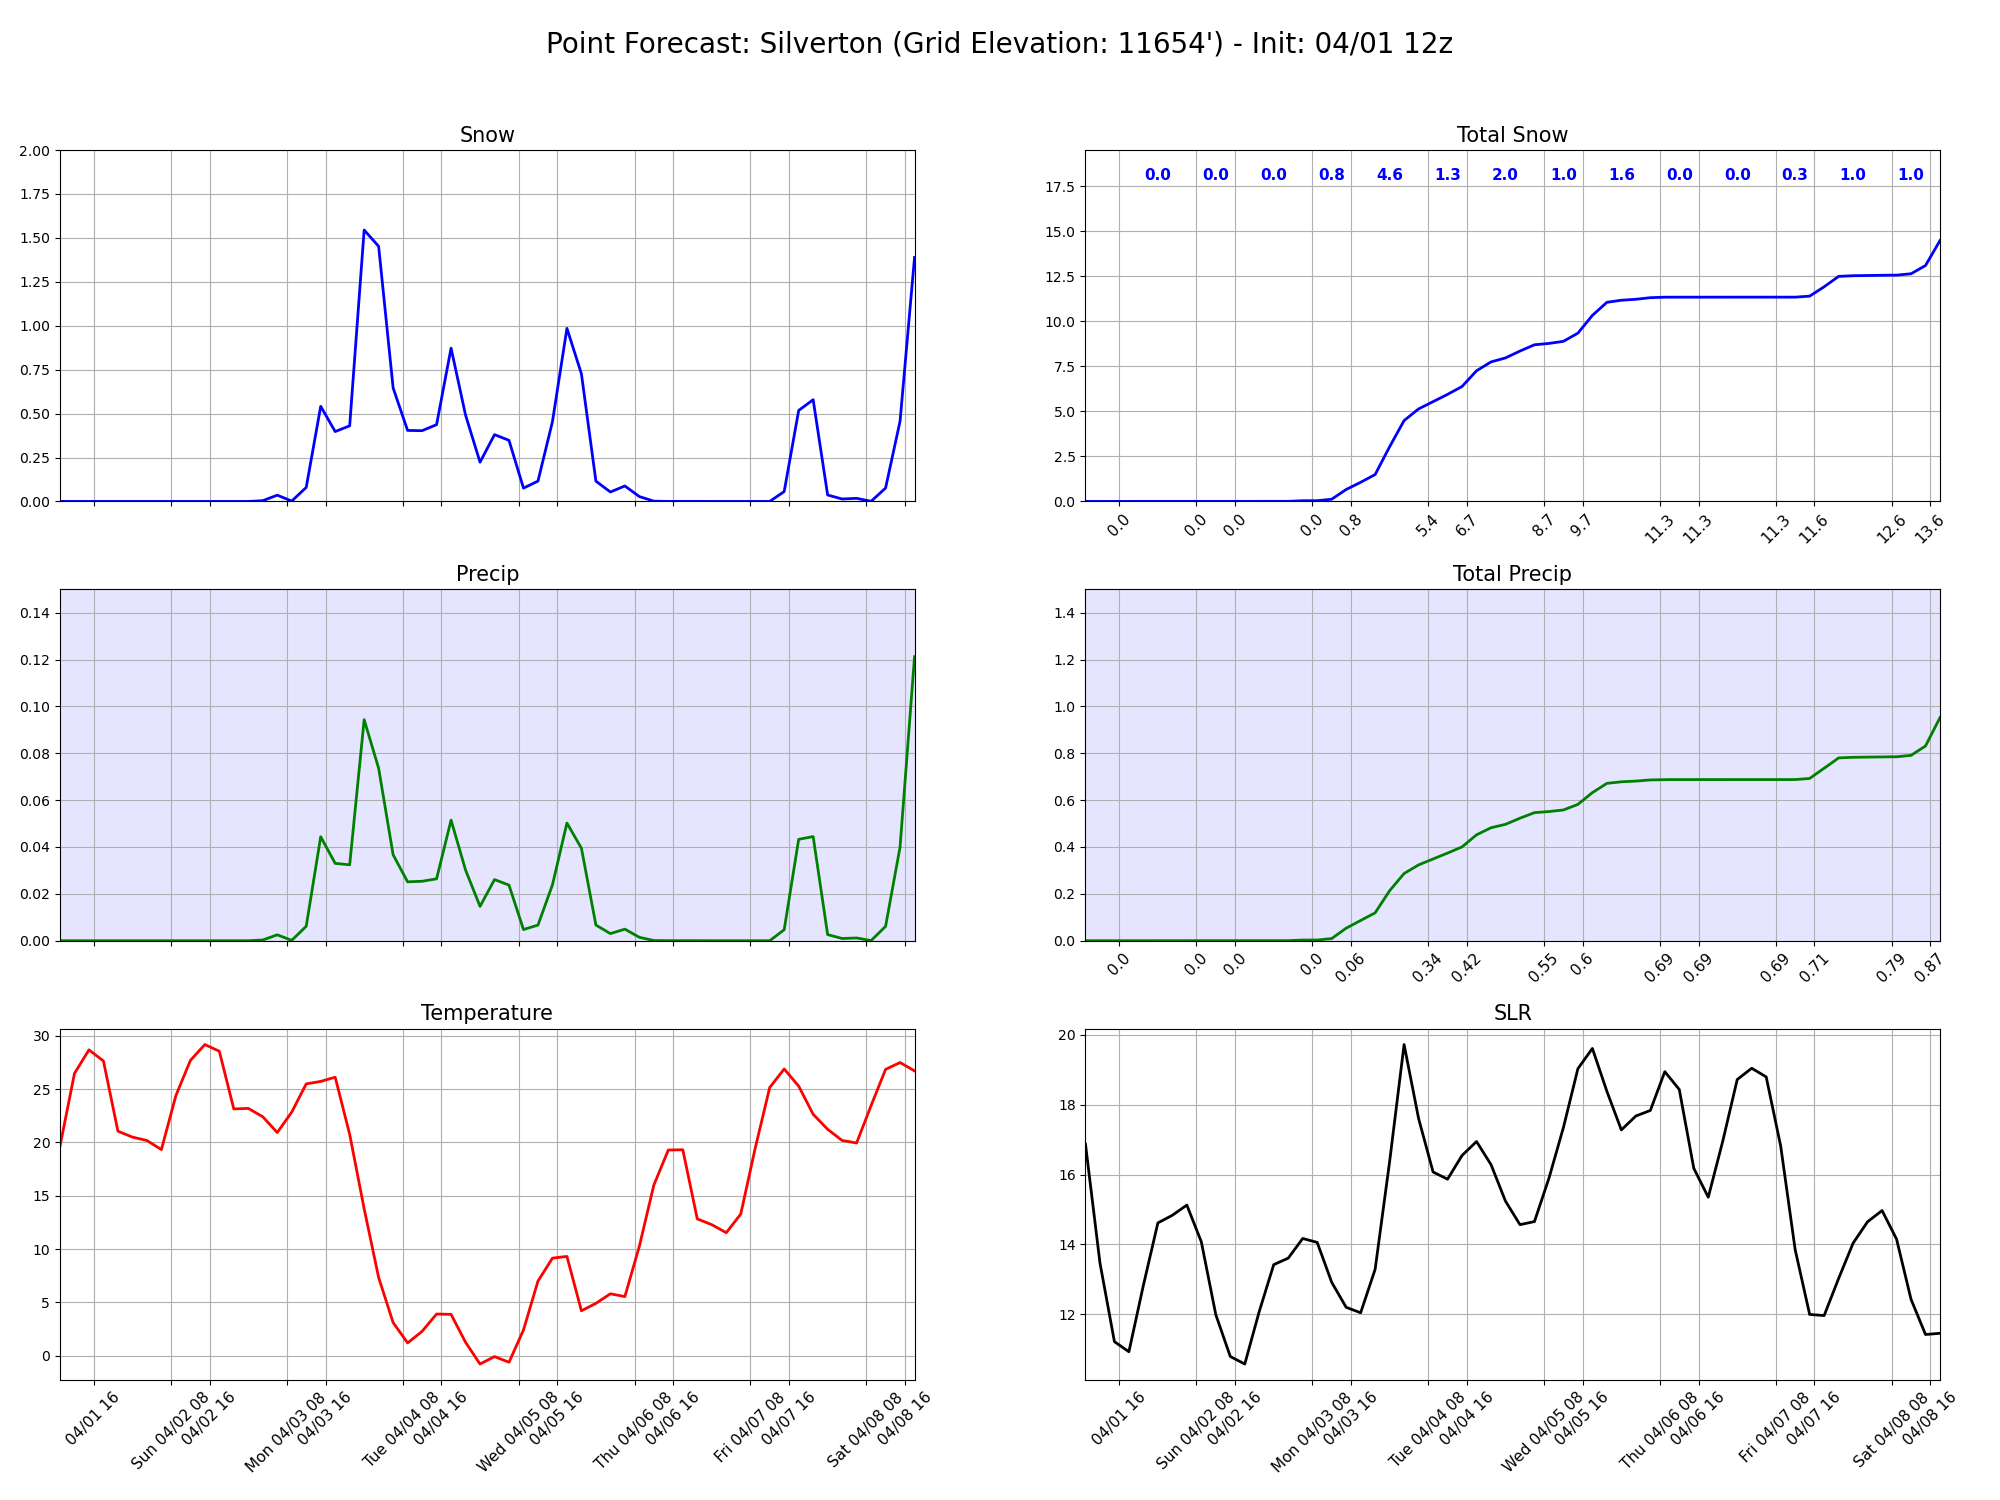 Point Forecast: Silverton (Grid Elevation: 11654') - Init: 04/01 12z
Snow
2.00
1.75
1.50
1.25
1.00
0.75
0.50
0.25
0.00
Total Snow
0.0 0.0 0.0 0.8 4.6 1.3 2.0 1.0 1.6 0.0 0.0 0.3 1.0 1.0
17.5
15.0
12.5
10.0
7.5
5.0
2.5
0.0
0.0 0.0 0.0 0.0 0.8 5.4 6.7 8.7 9.7 11.3 11.3 11.3 11.6 12.6 13.6
Precip
0.14
0.12
0.10
0.08
0.06
0.04
0.02
0.00
Total Precip
1.4
1.2
1.0
0.8
0.6
0.4
0.2
0.0
0.0 0.0 0.0 0.0 0.06 0.34 0.42 0.55 0.6 0.69 0.69 0.69 0.71 0.79 0.87
Temperature
30
25
20
15
10
5
0
04/01 16
Sun 04/02 08
04/02 16
Mon 04/03 08
04/03 16
Tue 04/04 08
04/04 16
Wed 04/05 08
04/05 16
Thu 04/06 08
04/06 16
Fri 04/07 08
04/07 16
Sat 04/08 08
04/08 16
SLR
20
18
16
14
12
04/01 16
Sun 04/02 08
04/02 16
Mon 04/03 08
04/03 16
Tue 04/04 08
04/04 16
Wed 04/05 08
04/05 16
Thu 04/06 08
04/06 16
Fri 04/07 08
04/07 16
Sat 04/08 08
04/08 16